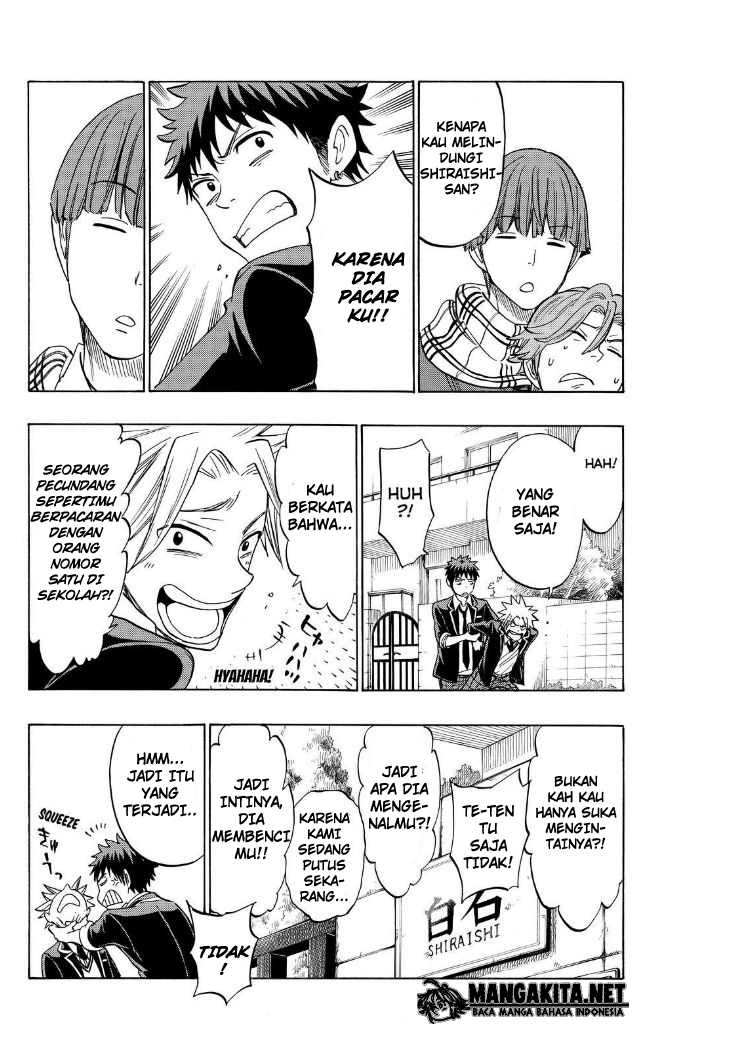 KENAPA
KAU MELIN-
DUNGI
SHIRAISHI-
SAN?
KARENA
DIA
PACAR
KU!!
HAH!
YANG
BENAR
SAJA!
HUH
?!
KAU
BERKATA
BAHWA...
SEORANG
PECUNDANG
SEPERTIMU
BERPACARAN
DENGAN
ORANG
NOMOR
SATU DI
SEKOLAH?!
HYAHAHA!
BUKAN
KAH KAU
HANYA SUKA
MENGIN-
TAINYA?!
TE-TEN
TU
SAJA
TIDAK!
JADI
APA DIA
MENGE-
NALMU?!
KARENA
KAMI
SEDANG
PUTUS
SEKA-
RANG...
JADI
INTINYA,
DIA
MEMBENCI
MU!!
TIDAK
!
白石
SHIRAISHI
HMM...
JADI ITU
YANG
TERJADI..
SQUEEZE
MANGAKITA.NET
BACA MANGA BAHASA INDONESIA